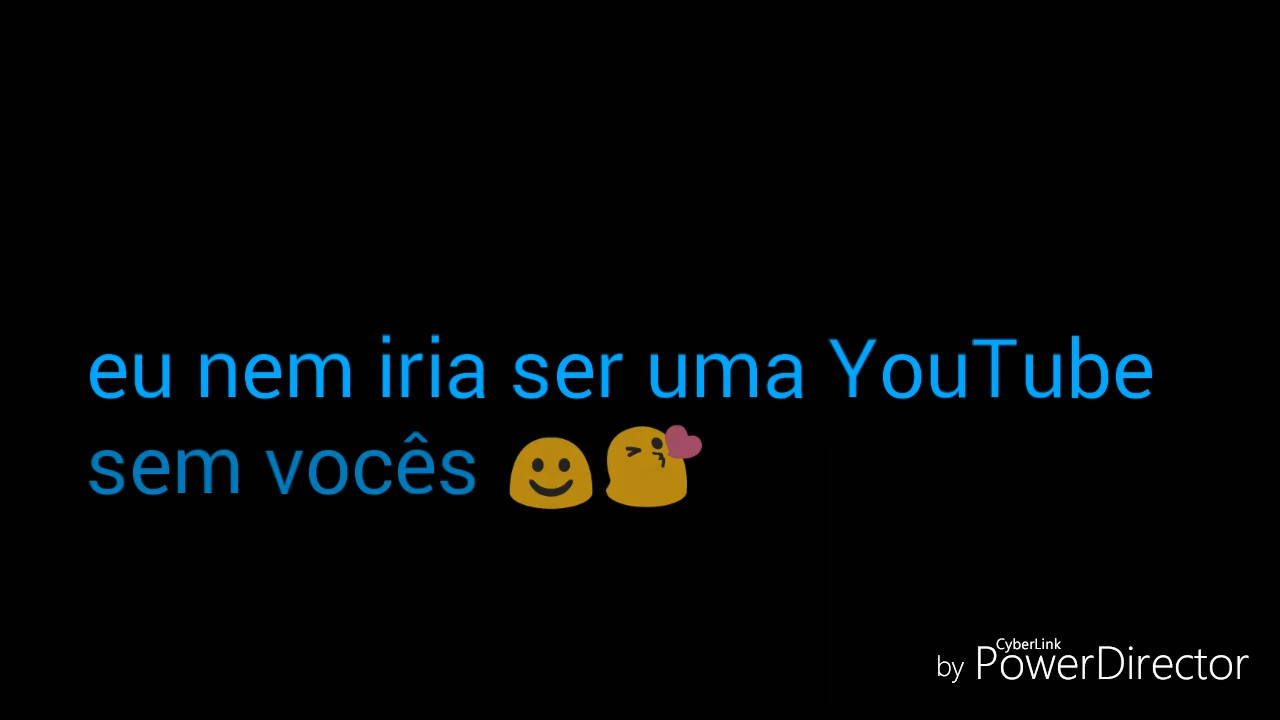 eu nem iria ser uma YouTube
sem vocês 🙂😘
CyberLink
by PowerDirector